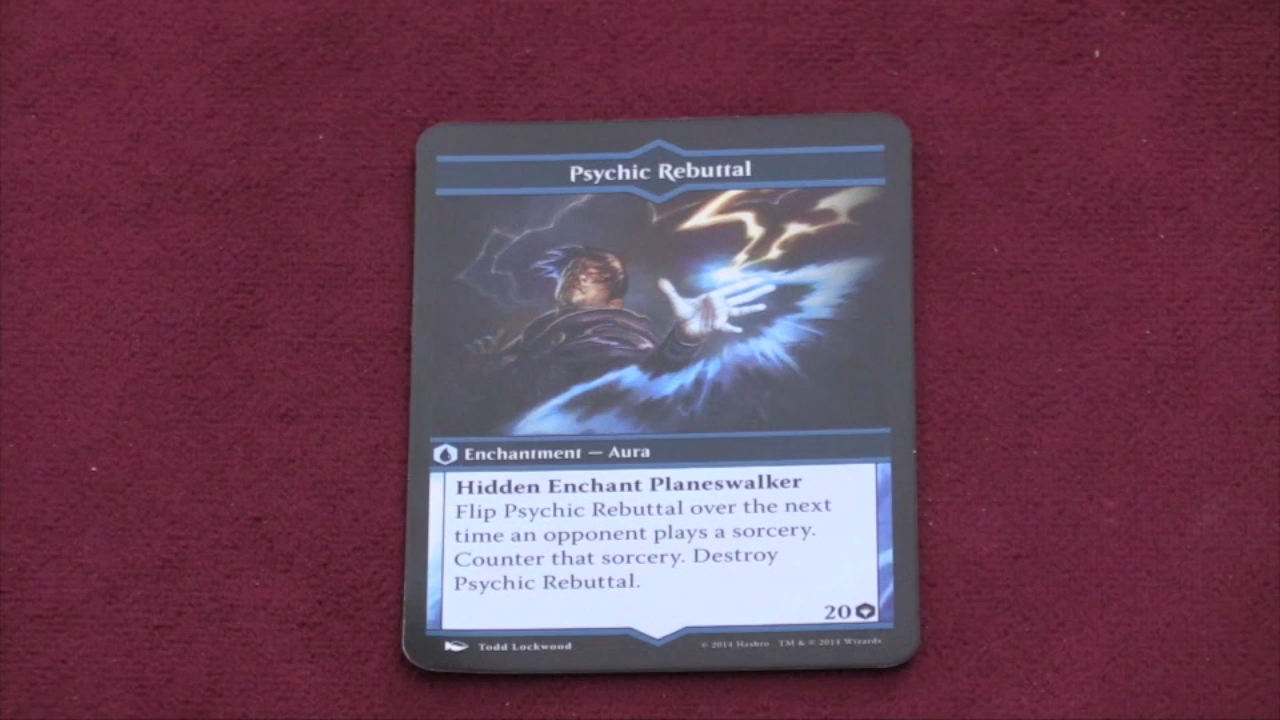 Psychic Rebuttal
Enchantment — Aura
Hidden Enchant Planeswalker
Flip Psychic Rebuttal over the next
time an opponent plays a sorcery.
Counter that sorcery. Destroy
Psychic Rebuttal.
20
Todd Lockwood © 2014 Hasbro TM & © 2014 Wizards